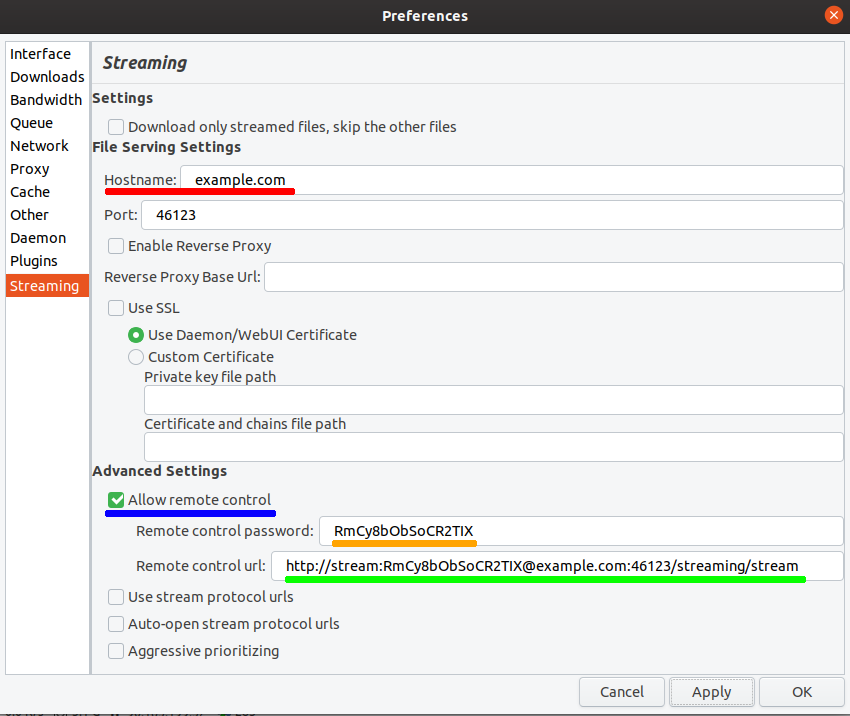 Preferences
Interface
Downloads
Bandwidth
Queue
Network
Proxy
Cache
Other
Daemon
Plugins
Streaming
Streaming
Settings
Download only streamed files, skip the other files
File Serving Settings
Hostname: example.com
Port: 46123
Enable Reverse Proxy
Reverse Proxy Base Url:
Use SSL
Use Daemon/WebUI Certificate
Custom Certificate
Private key file path
Certificate and chains file path
Advanced Settings
Allow remote control
Remote control password: RmCy8bObSoCR2TIX
Remote control url: http://stream:RmCy8bObSoCR2TIX@example.com:46123/streaming/stream
Use stream protocol urls
Auto-open stream protocol urls
Aggressive prioritizing
Cancel Apply OK